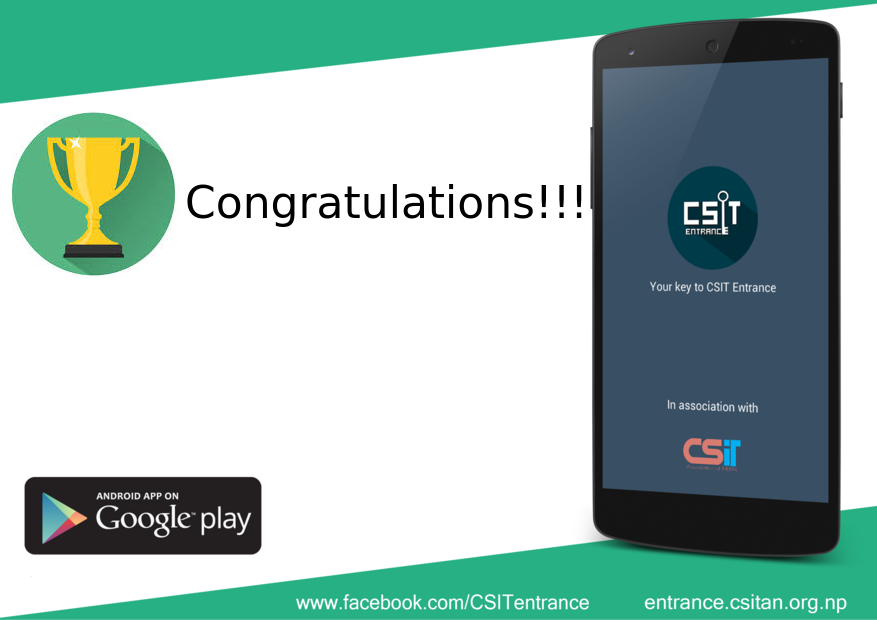 Congratulations!!!
CSIT
ENTRANCE
Your key to CSIT Entrance
In association with
CSiT
ANDROID APP ON
Google play
www.facebook.com/CSITentrance
entrance.csitan.org.np